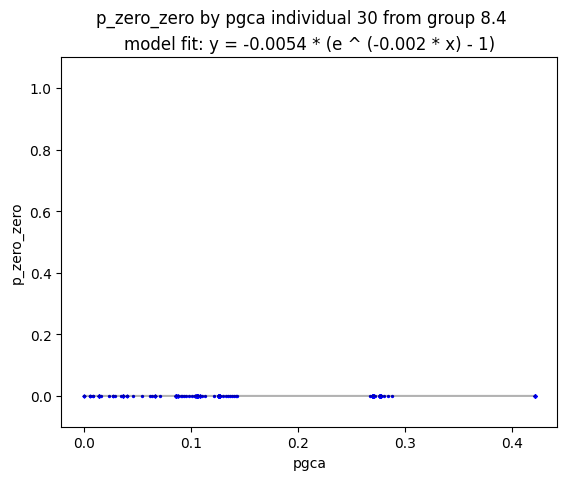 p_zero_zero by pgca individual 30 from group 8.4
model fit: y = -0.0054 * (e ^ (-0.002 * x) - 1)
1.0
0.8
0.6
0.4
0.2
0.0
p_zero_zero
0.0 0.1 0.2 0.3 0.4
pgca